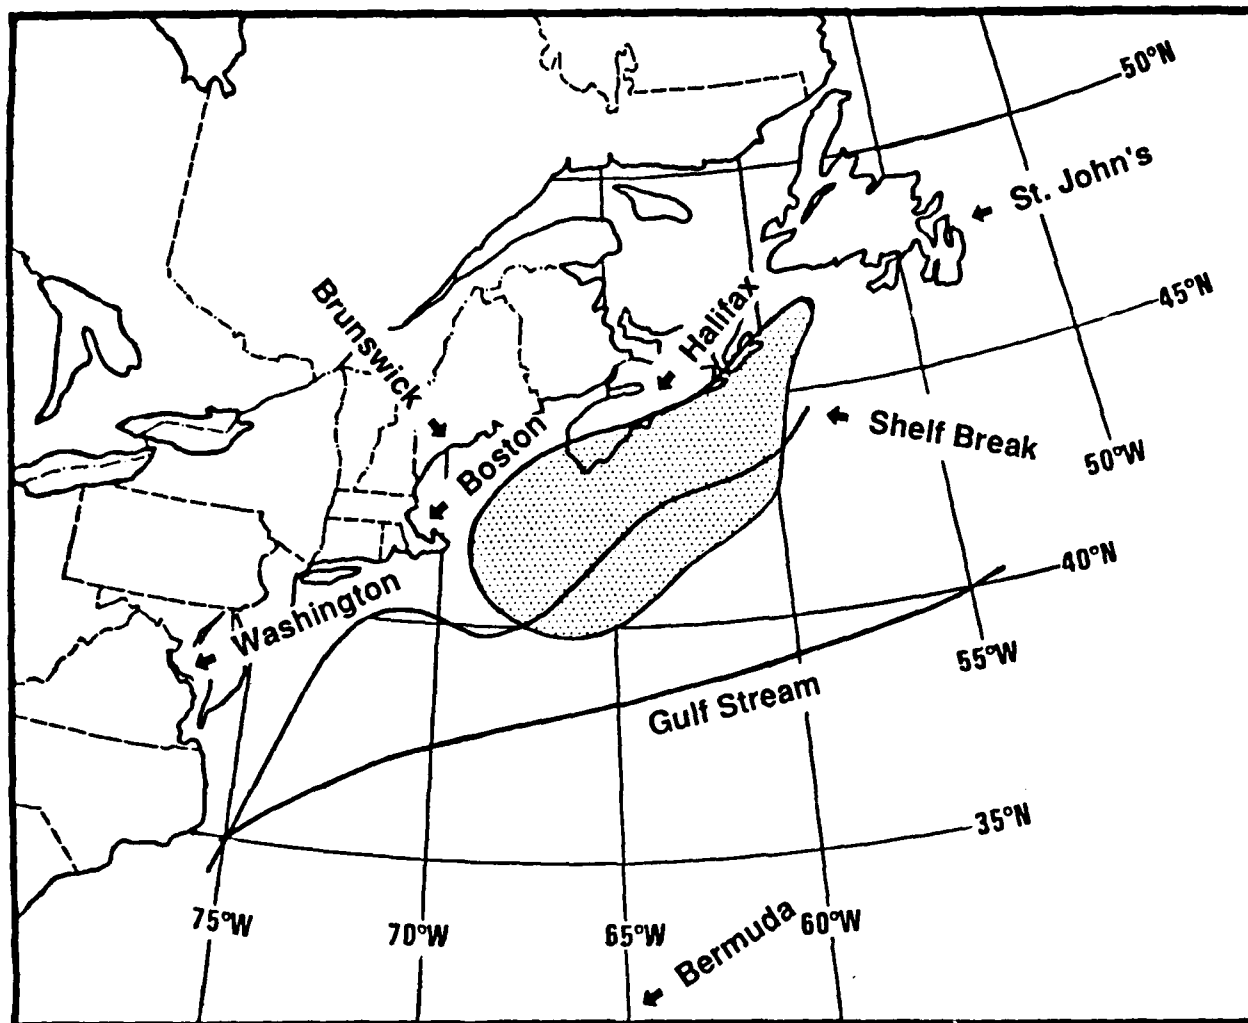 50°N
St. John's
45°N
Brunswick
Halifax
Shelf Break
50°W
Boston
40°N
Washington
55°W
Gulf Stream
35°N
75°W
70°W
65°W
Bermuda
60°W